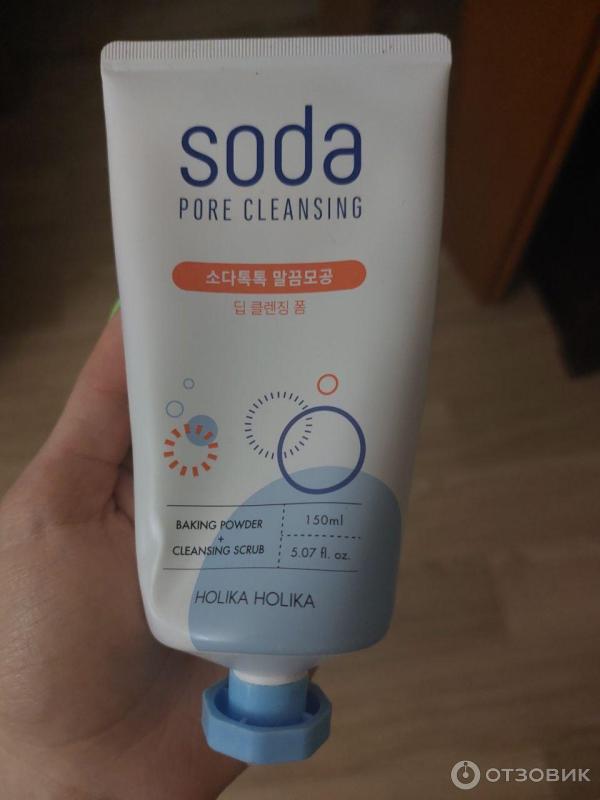 soda
PORE CLEANSING
소다톡톡 말끔모공
딥 클렌징 폼
BAKING POWDER
+
CLEANSING SCRUB
150ml
5.07 fl. oz.
HOLIKA HOLIKA
ОТЗОВИК